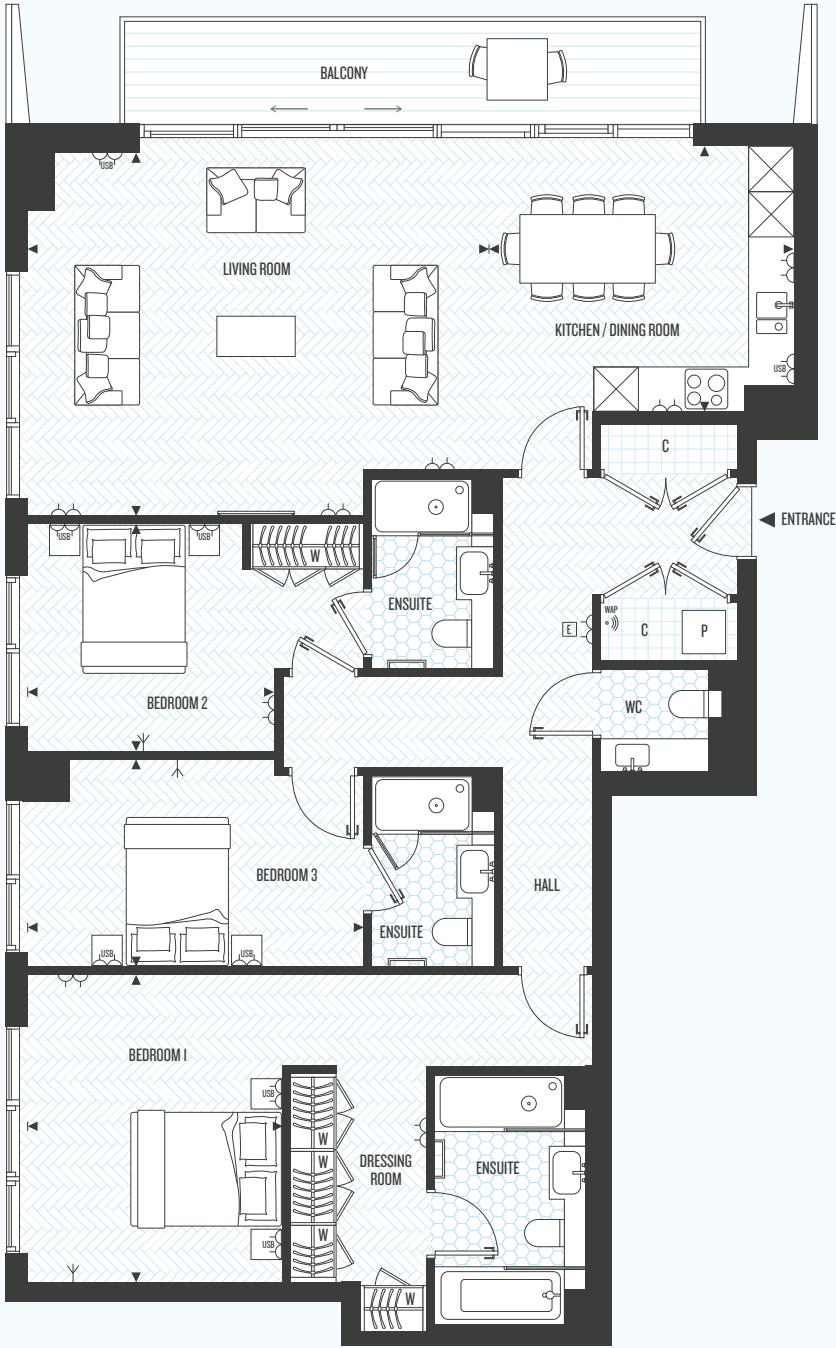 BALCONY
USB
LIVING ROOM
KITCHEN / DINING ROOM
USB
C
ENTRANCE
USB
USB
W
ENSUITE
WAP
E
C
P
BEDROOM 2
WC
BEDROOM 3
HALL
ENSUITE
USB
USB
BEDROOM 1
USB
W
DRESSING
ROOM
W
ENSUITE
W
USB
W